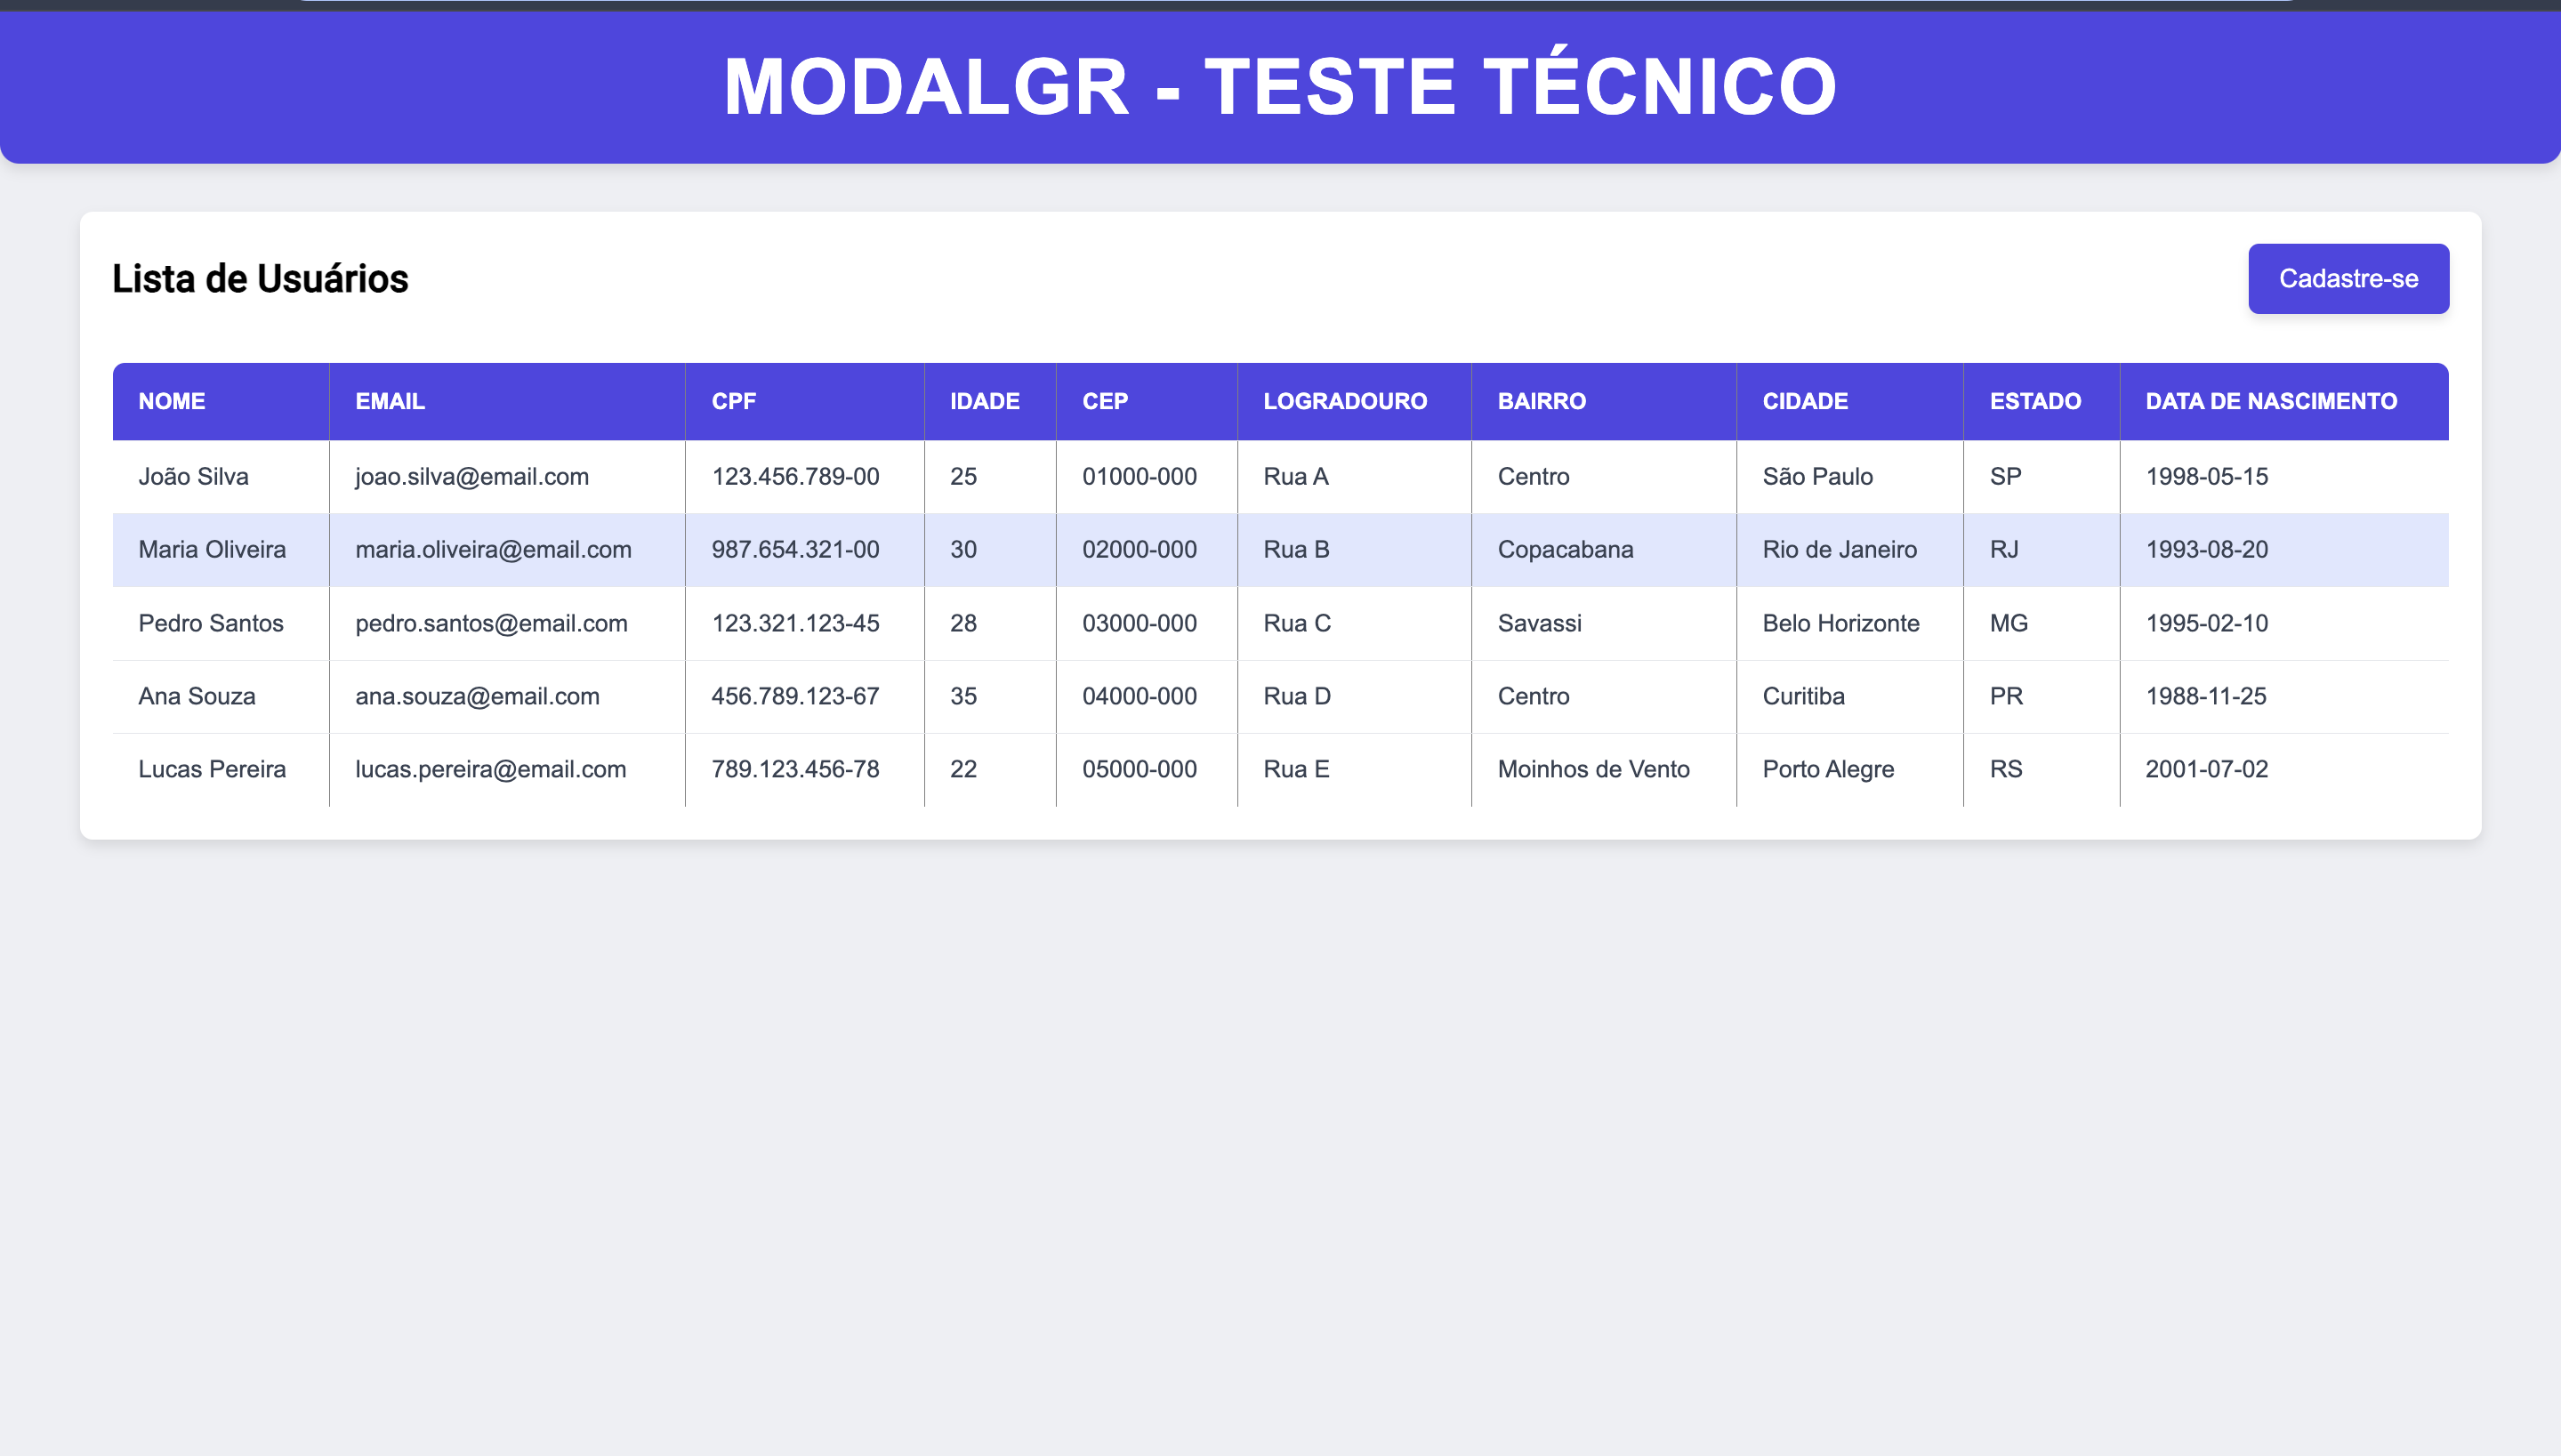 MODALGR - TESTE TÉCNICO
Lista de Usuários
Cadastre-se
NOME EMAIL CPF IDADE CEP LOGRADOURO BAIRRO CIDADE ESTADO DATA DE NASCIMENTO
João Silva joao.silva@email.com 123.456.789-00 25 01000-000 Rua A Centro São Paulo SP 1998-05-15
Maria Oliveira maria.oliveira@email.com 987.654.321-00 30 02000-000 Rua B Copacabana Rio de Janeiro RJ 1993-08-20
Pedro Santos pedro.santos@email.com 123.321.123-45 28 03000-000 Rua C Savassi Belo Horizonte MG 1995-02-10
Ana Souza ana.souza@email.com 456.789.123-67 35 04000-000 Rua D Centro Curitiba PR 1988-11-25
Lucas Pereira lucas.pereira@email.com 789.123.456-78 22 05000-000 Rua E Moinhos de Vento Porto Alegre RS 2001-07-02